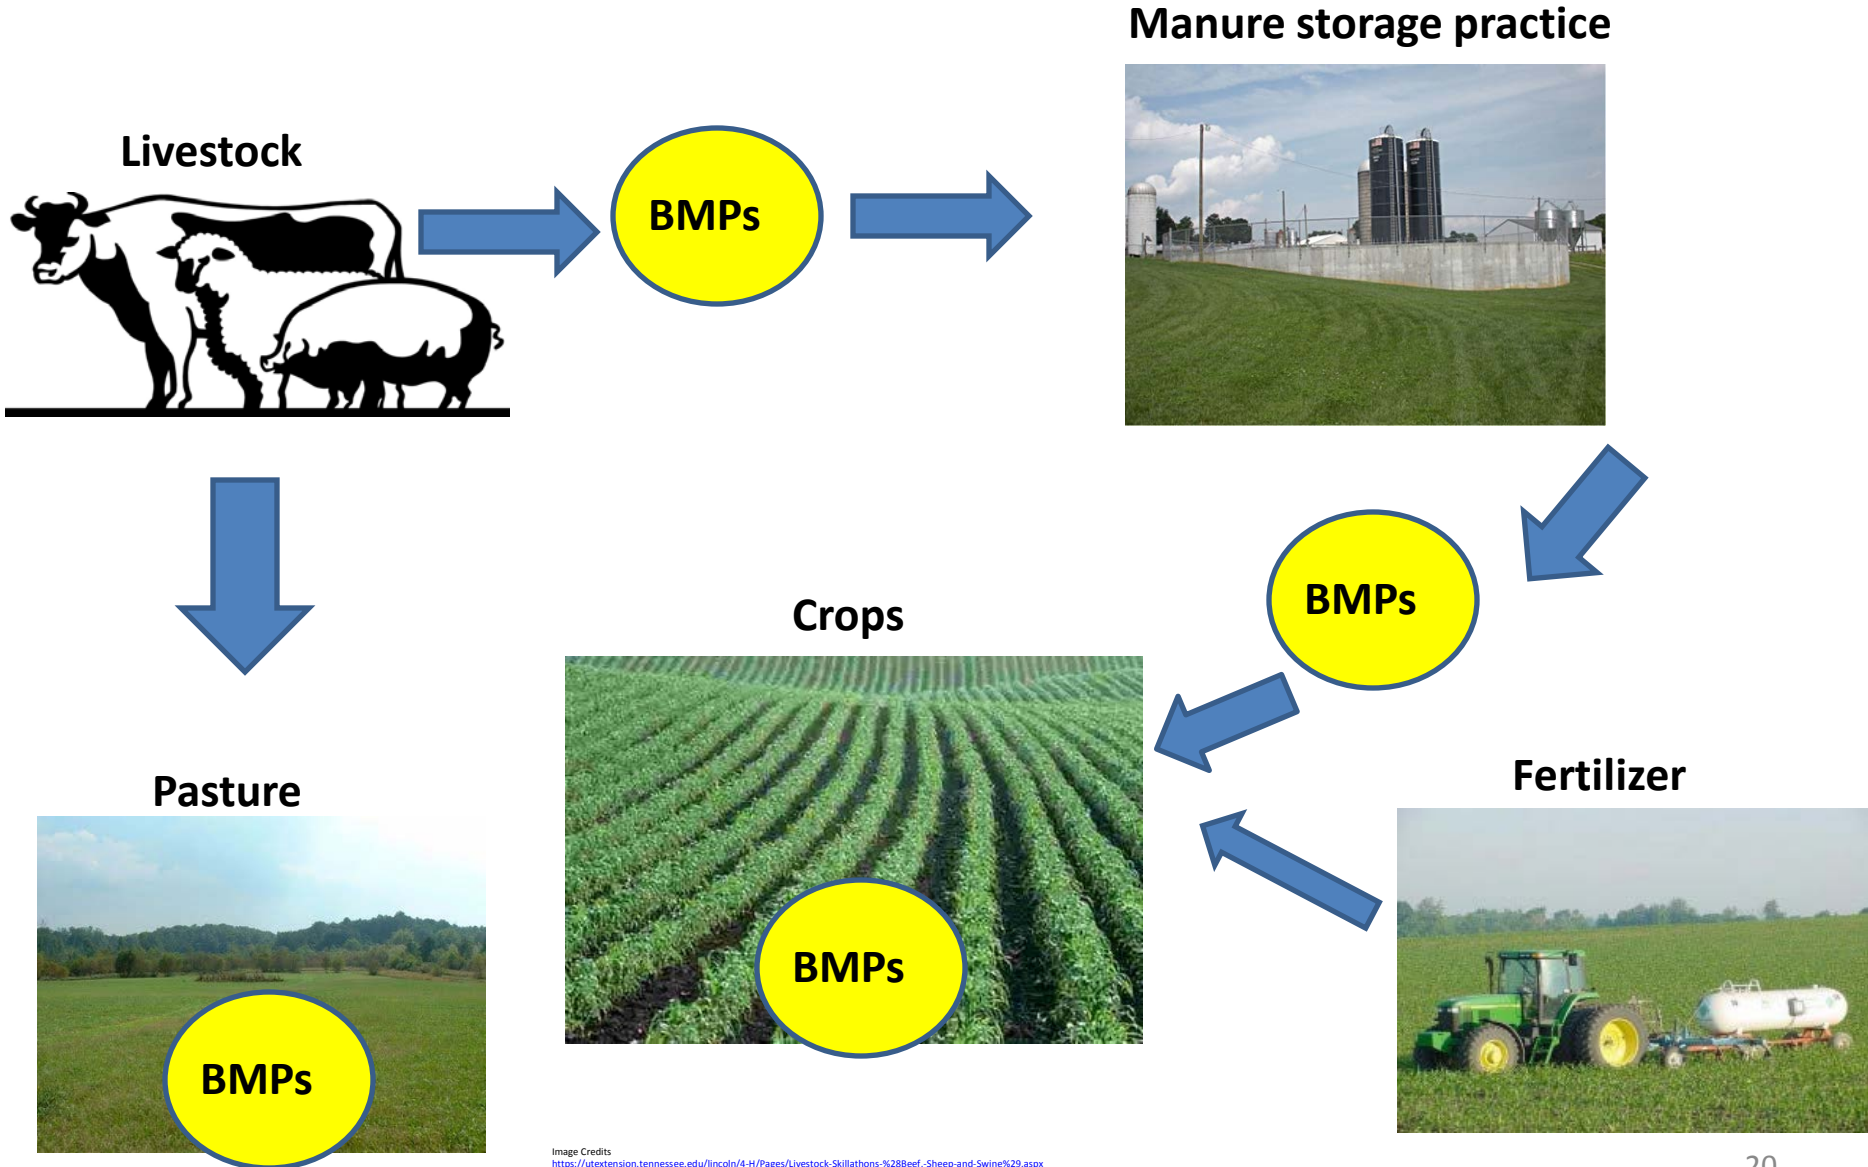 Manure storage practice
Livestock
BMPs
BMPs
Crops
Pasture
Fertilizer
BMPs
BMPs
Image Credits
https://utextension.tennessee.edu/lincoln/4-H/Pages/Livestock-Skillathons-%28Beef,-Sheep-and-Swine%29.aspx
20